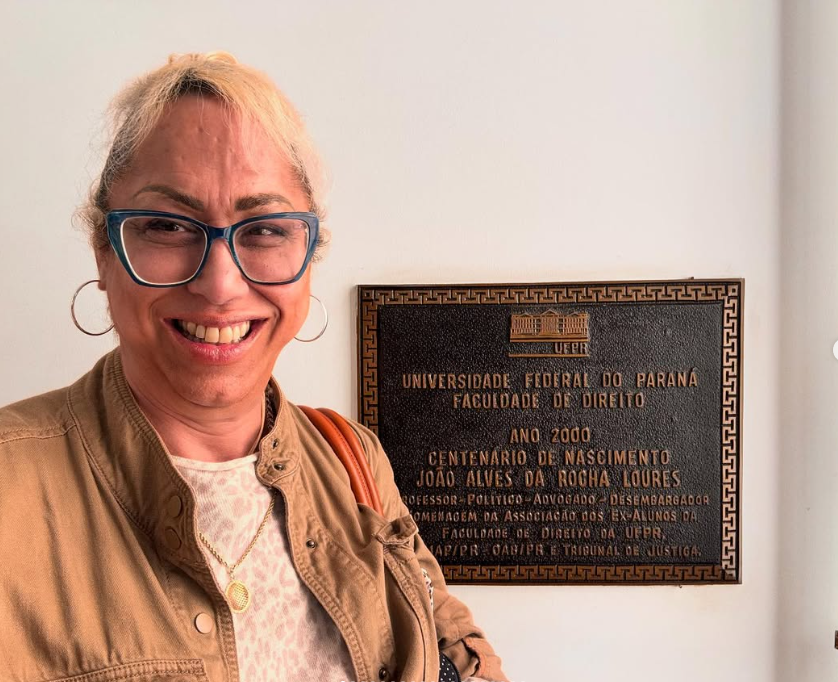 UFPR
UNIVERSIDADE FEDERAL DO PARANÁ
FACULDADE DE DIREITO
ANO 2000
CENTENÁRIO DE NASCIMENTO
JOÃO ALVES DA ROCHA LOURES
PROFESSOR-POLÍTICO-ADVOGADO-DESEMBARGADOR
HOMENAGEM DA ASSOCIAÇÃO DOS EX-ALUNOS DA
FACULDADE DE DIREITO DA UFPR,
OAB/PR E TRIBUNAL DE JUSTIÇA.